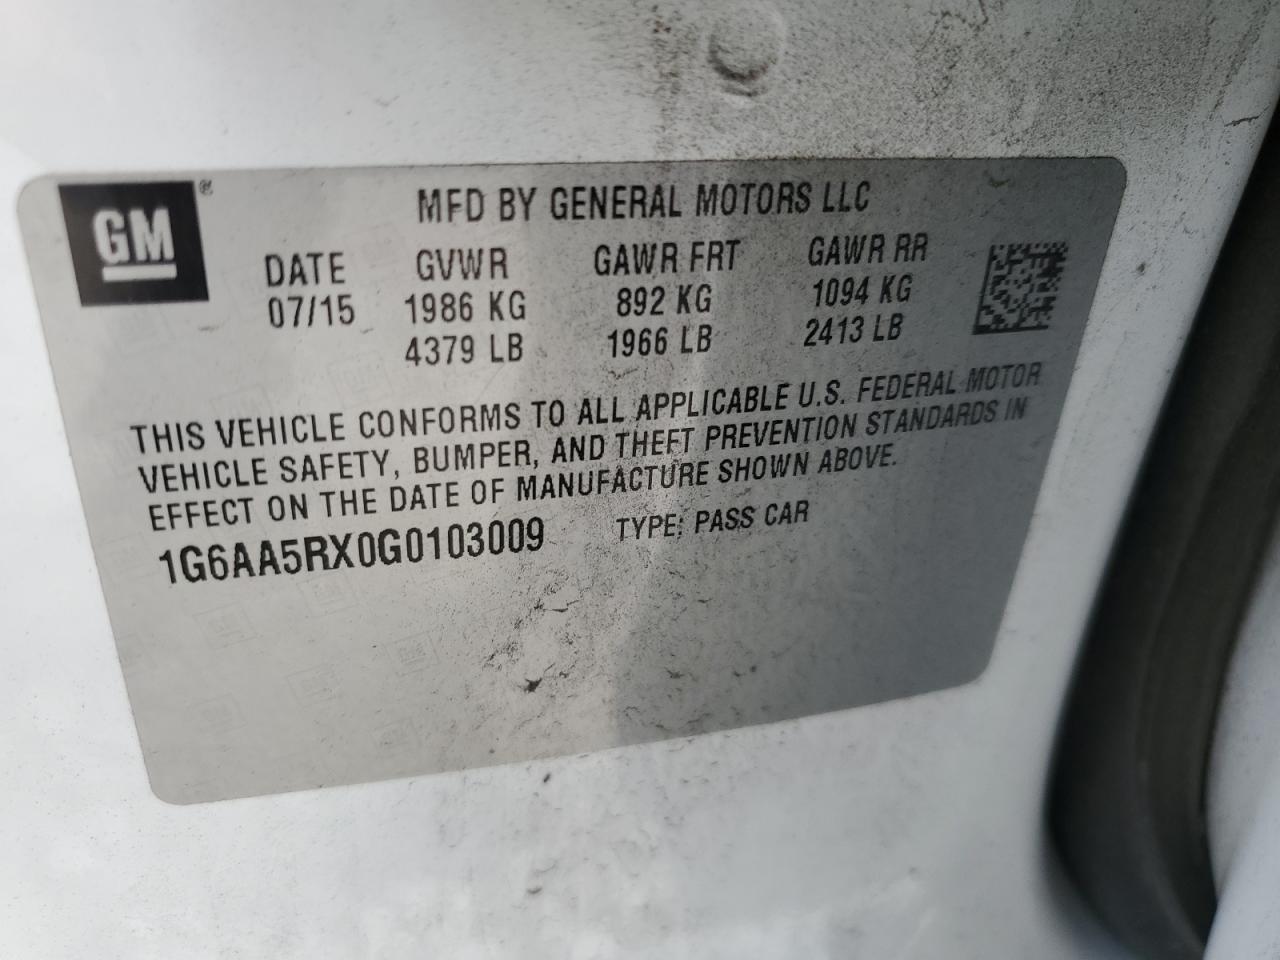 GM®
MFD BY GENERAL MOTORS LLC
DATE GVWR GAWR FRT GAWR RR
07/15 1986 KG 892 KG 1094 KG
4379 LB 1966 LB 2413 LB
THIS VEHICLE CONFORMS TO ALL APPLICABLE U.S. FEDERAL MOTOR
VEHICLE SAFETY, BUMPER, AND THEFT PREVENTION STANDARDS IN
EFFECT ON THE DATE OF MANUFACTURE SHOWN ABOVE.
1G6AA5RX0G0103009 TYPE: PASS CAR